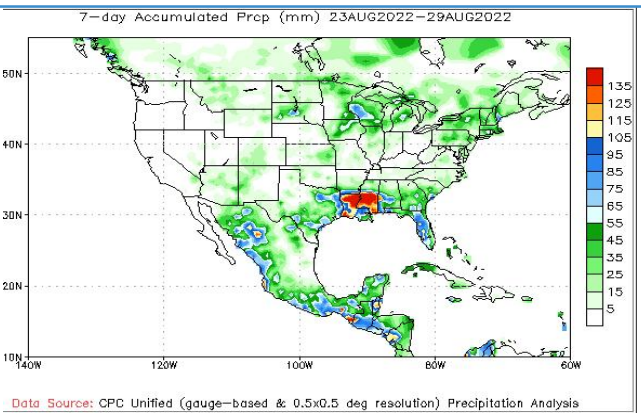 7-day Accumulated Prcp (mm) 23AUG2022-29AUG2022
50N
40N
30N
20N
10N
140W 120W 100W 80W 60W
135
125
115
105
95
85
75
65
55
45
35
25
15
5
Data Source: CPC Unified (gauge-based & 0.5x0.5 deg resolution) Precipitation Analysis